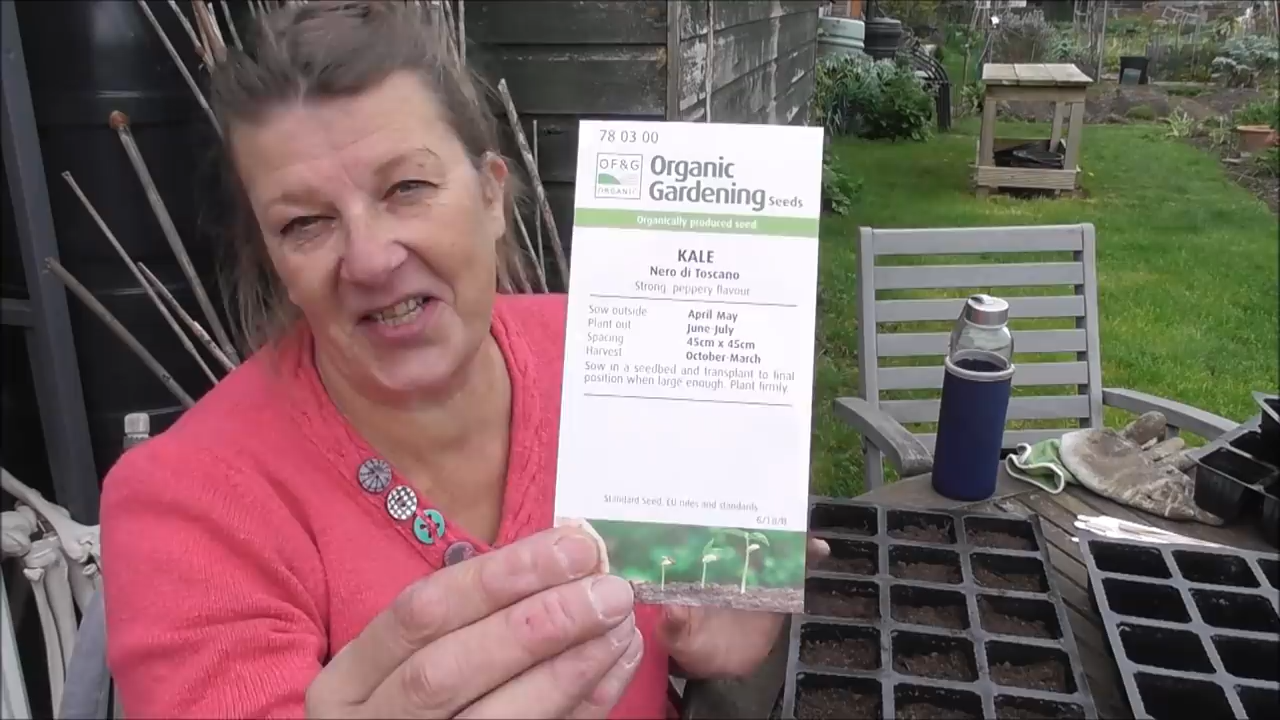 78 03 00
OF&G
ORGANIC
Organic
Gardening Seeds
Organically produced seed
KALE
Nero di Toscano
Strong peppery flavour
Sow outside April May
Plant out June-July
Spacing 45cm x 45cm
Harvest October-March
Sow in a seedbed and transplant to final
position when large enough. Plant firmly.
Standard Seed. EU rules and standards